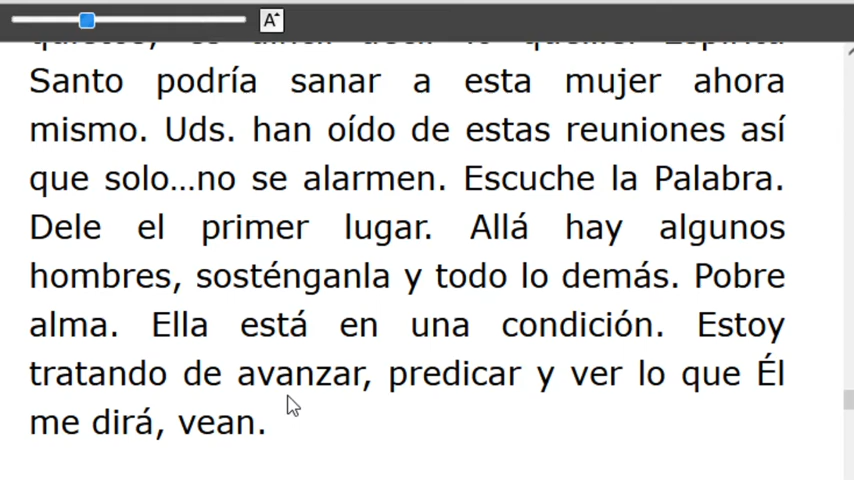 A
Santo podría sanar a esta mujer ahora
mismo. Uds. han oído de estas reuniones así
que solo...no se alarmen. Escuche la Palabra.
Dele el primer lugar. Allá hay algunos
hombres, sosténganla y todo lo demás. Pobre
alma. Ella está en una condición. Estoy
tratando de avanzar, predicar y ver lo que Él
me dirá, vean.